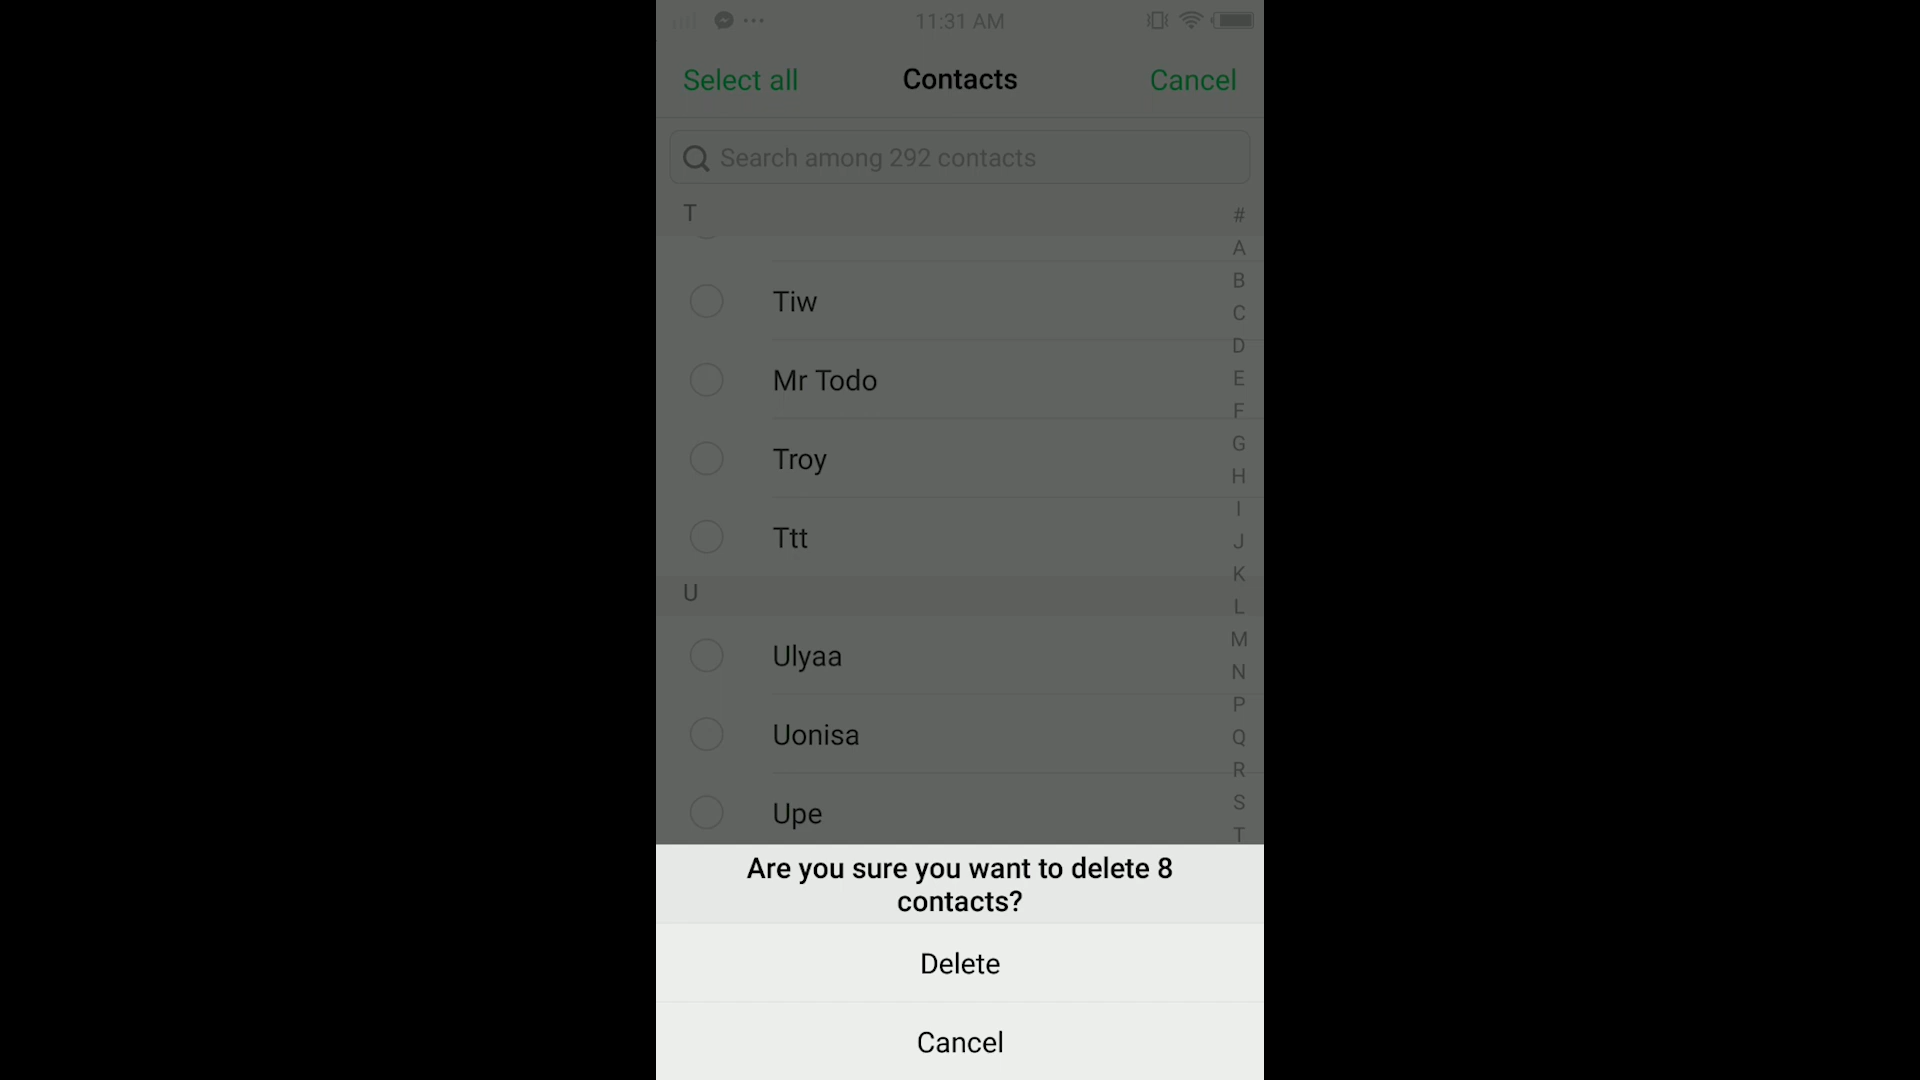 11:31 AM
Select all Contacts Cancel
Search among 292 contacts
T
#
A
B
C
D
E
F
G
H
I
J
K
L
M
N
P
Q
R
S
T
Tiw
Mr Todo
Troy
Ttt
U
Ulyaa
Uonisa
Upe
Are you sure you want to delete 8
contacts?
Delete
Cancel